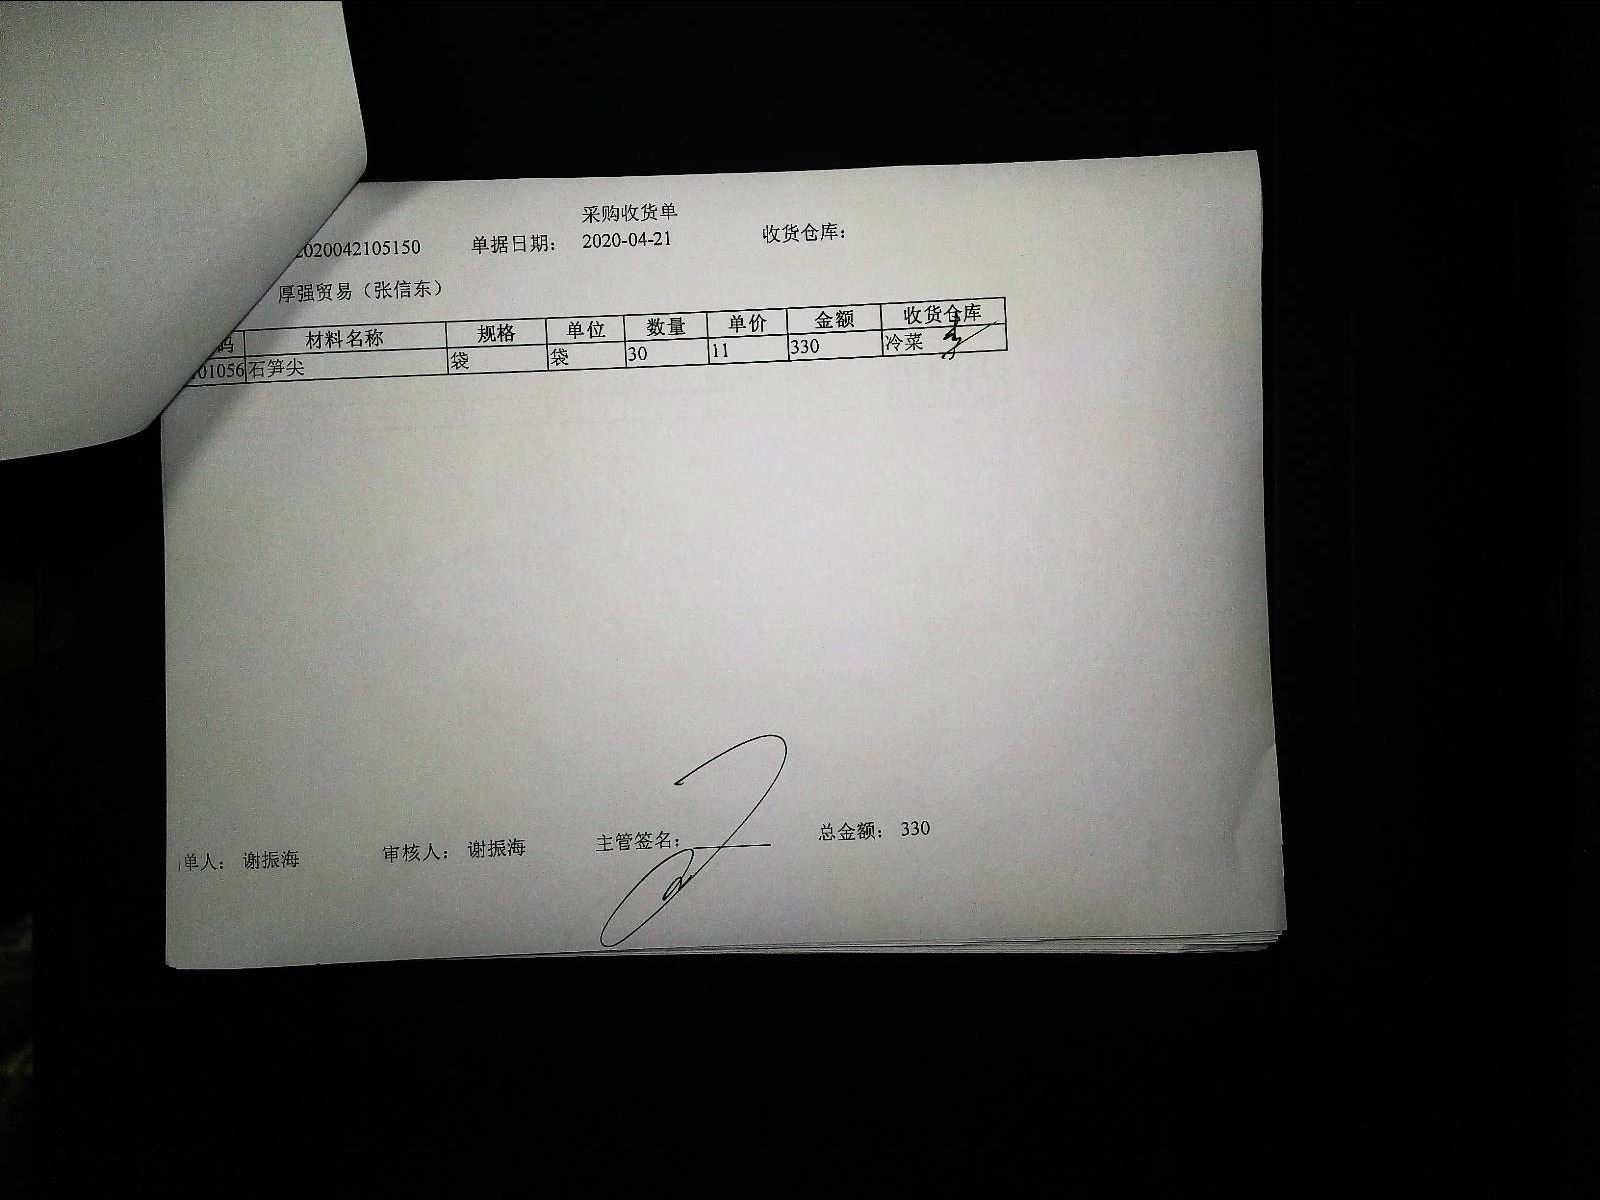 采购收货单
2020042105150 单据日期： 2020-04-21 收货仓库：
厚强贸易（张信东）
码 材料名称 规格 单位 数量 单价 金额 收货仓库
01056 石笋尖 袋 袋 30 11 330 冷菜
单人： 谢振海 审核人： 谢振海 主管签名： 总金额： 330